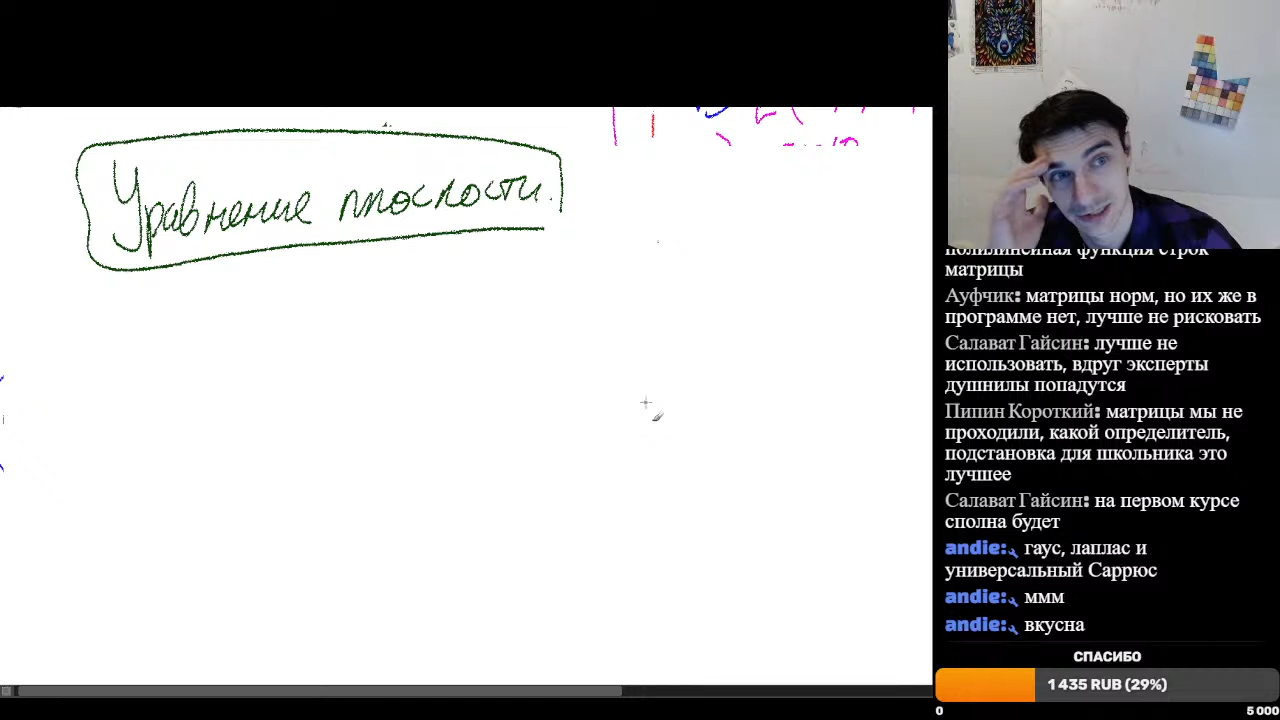 Уравнение плоскости.
полилинейная функция строк
матрицы
Ауфчик: матрицы норм, но их же в
программе нет, лучше не рисковать
Салават Гайсин: лучше не
использовать, вдруг эксперты
душнилы попадутся
Пипин Короткий: матрицы мы не
проходили, какой определитель,
подстановка для школьника это
лучшее
Салават Гайсин: на первом курсе
сполна будет
andie: гаус, лаплас и
универсальный Саррюс
andie: ммм
andie: вкусна
СПАСИБО
1 435 RUB (29%)
0 5 000